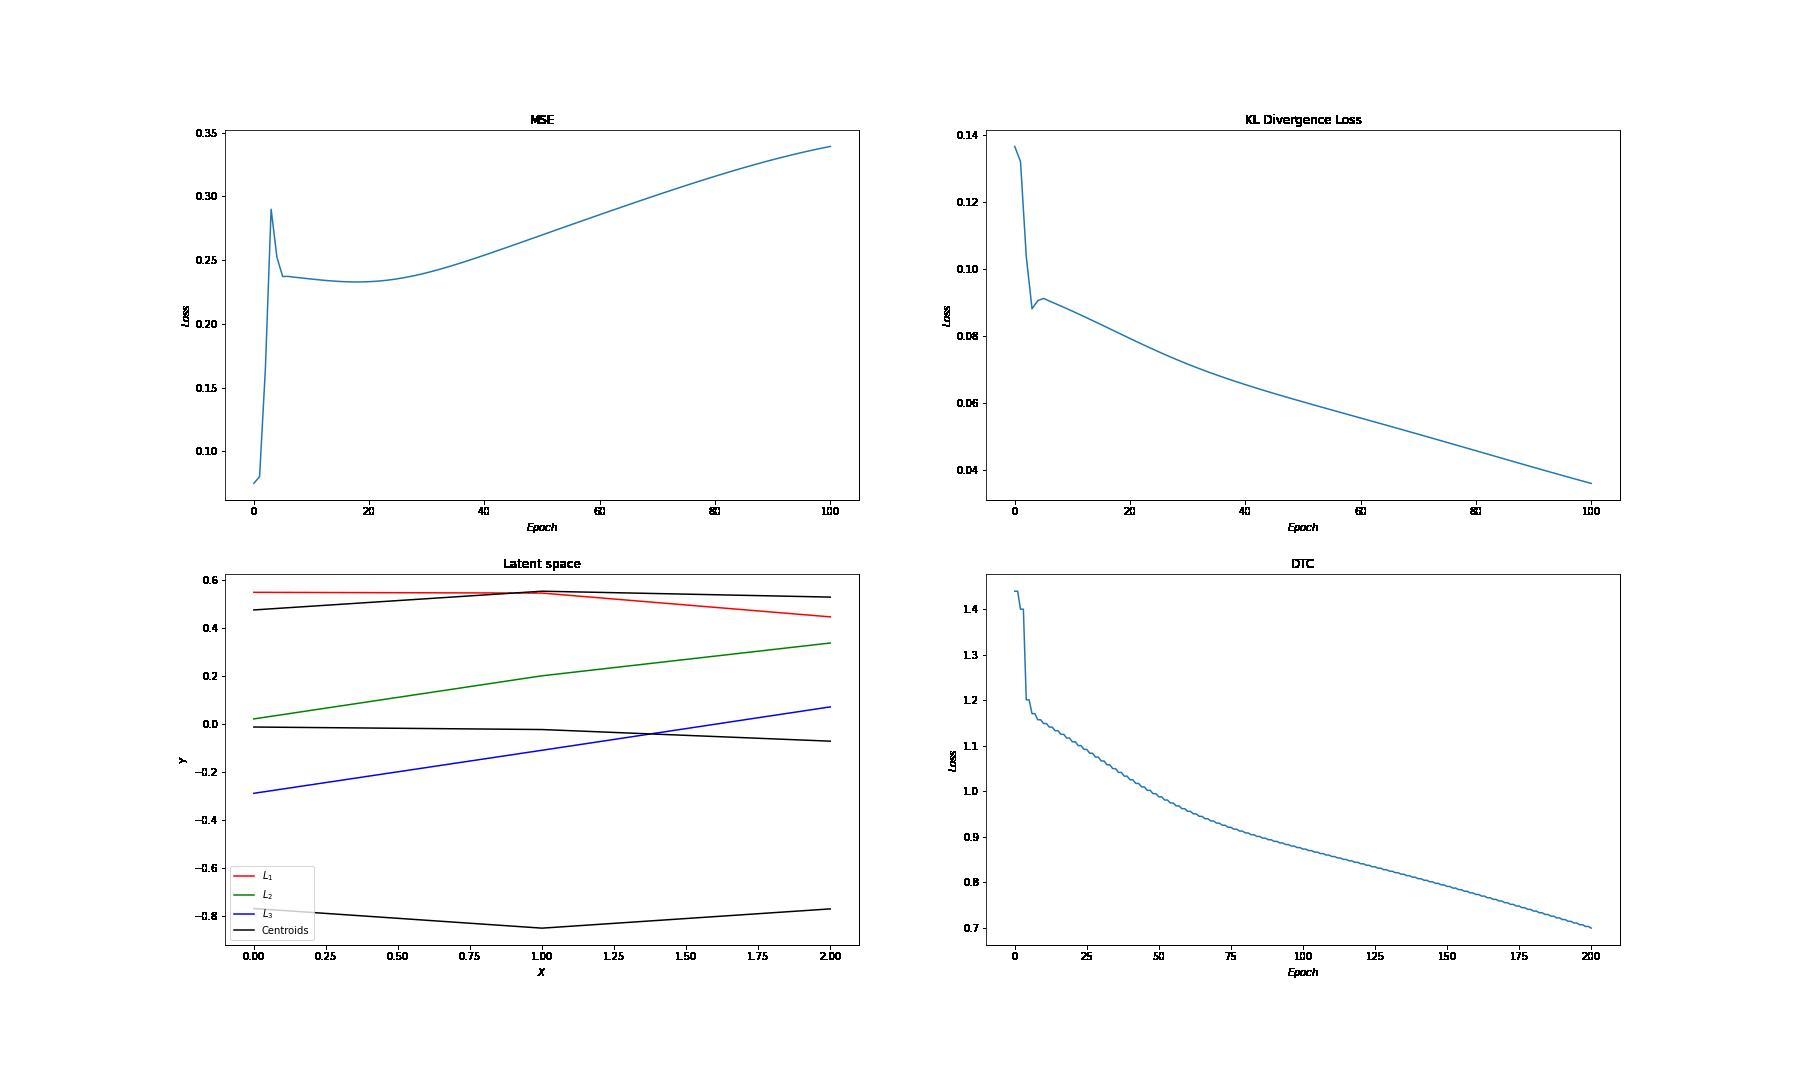 MSE
0.35
0.30
0.25
0.20
0.15
0.10
Loss
0 20 40 60 80 100
Epoch
KL Divergence Loss
0.14
0.12
0.10
0.08
0.06
0.04
Loss
0 20 40 60 80 100
Epoch
Latent space
0.6
0.4
0.2
0.0
−0.2
−0.4
−0.6
−0.8
Y
L₁
L₂
L₃
Centroids
0.00 0.25 0.50 0.75 1.00 1.25 1.50 1.75 2.00
X
DTC
1.4
1.3
1.2
1.1
1.0
0.9
0.8
0.7
Loss
0 25 50 75 100 125 150 175 200
Epoch